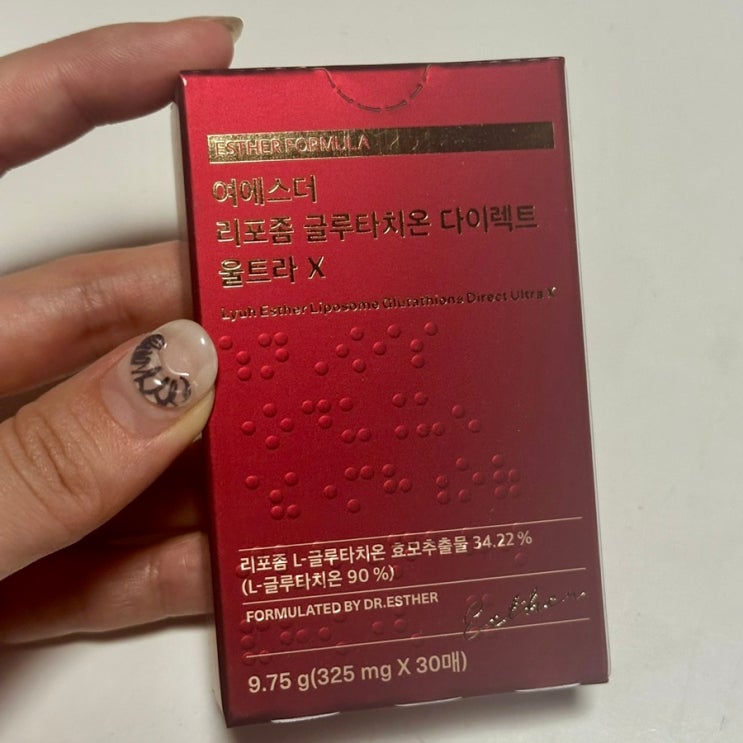 ESTHER FORMULA
여에스더
리포좀 글루타치온 다이렉트
울트라 X
Lyuh Esther Liposome Glutathione Direct Ultra X
리포좀 L-글루타치온 효모추출물 34.22%
(L-글루타치온 90 %)
FORMULATED BY DR.ESTHER
Esther
9.75 g(325 mg X 30매)